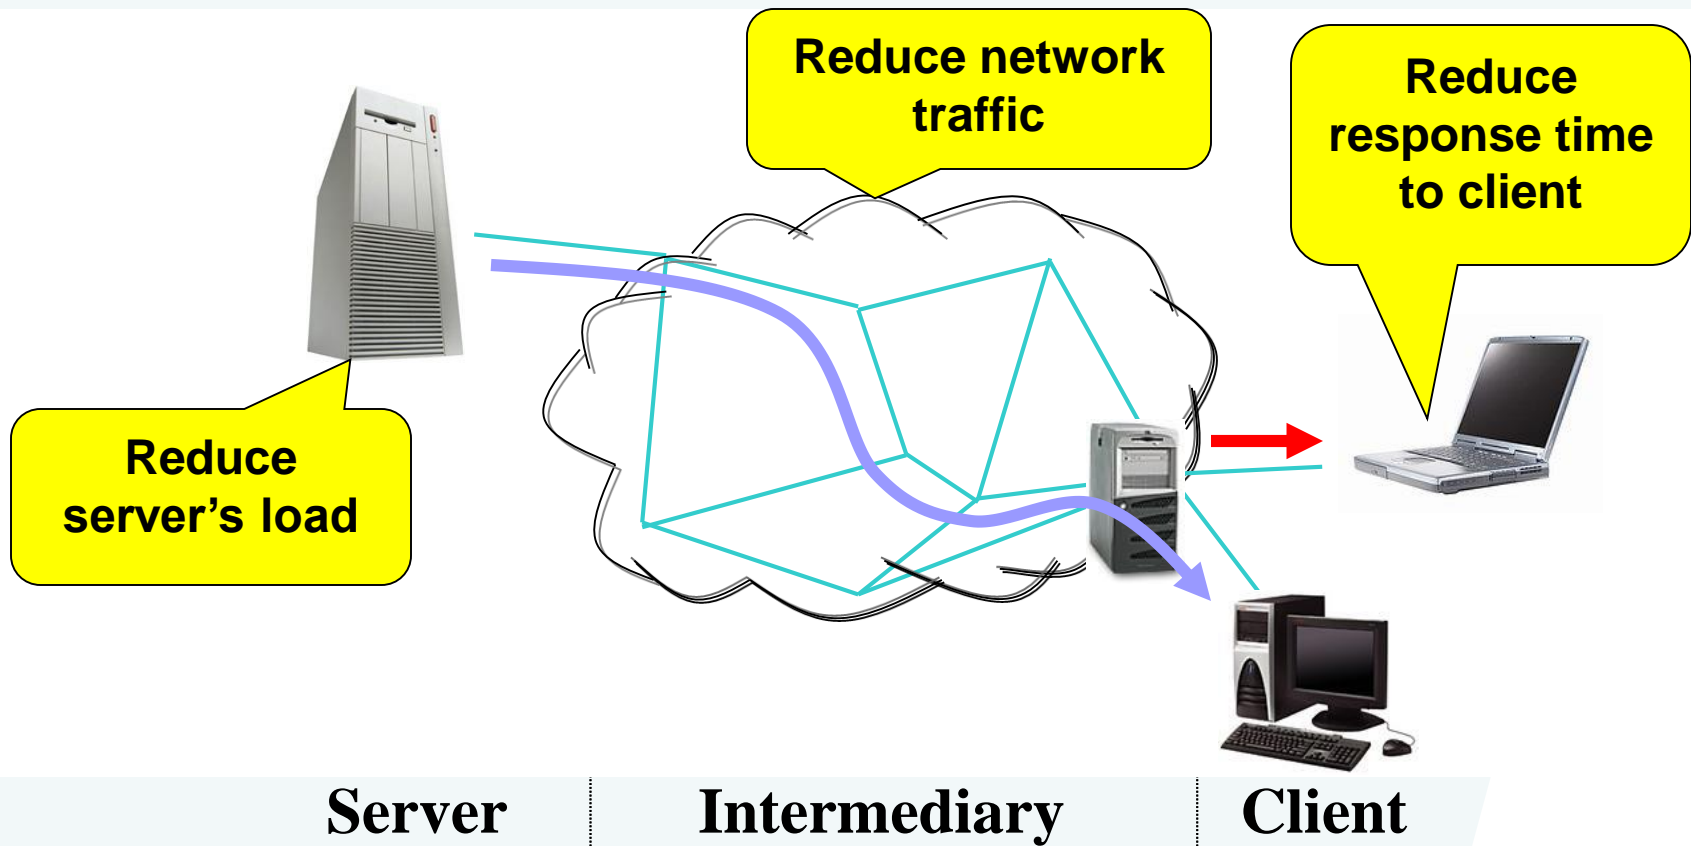 Reduce network
traffic
Reduce
response time
to client
Reduce
server’s load
Server
Intermediary
Client